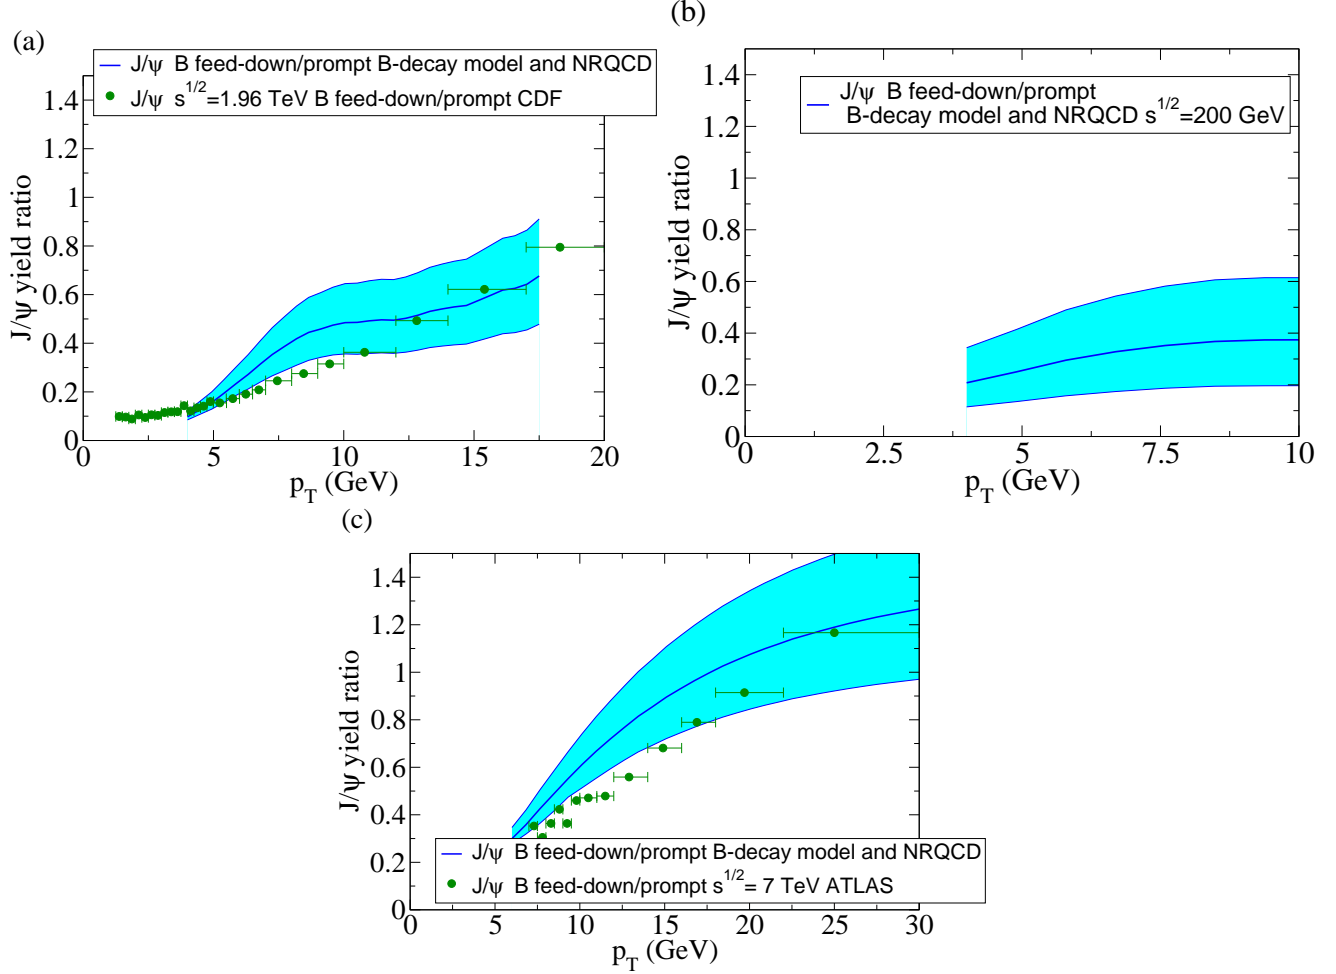 (a)
J/ψ B feed-down/prompt B-decay model and NRQCD
J/ψ s^1/2=1.96 TeV B feed-down/prompt CDF
J/ψ yield ratio
1.4
1.2
1
0.8
0.6
0.4
0.2
0
0 5 10 15 20
p_T (GeV)
(b)
J/ψ B feed-down/prompt
B-decay model and NRQCD s^1/2=200 GeV
J/ψ yield ratio
1.4
1.2
1
0.8
0.6
0.4
0.2
0
0 2.5 5 7.5 10
p_T (GeV)
(c)
J/ψ yield ratio
1.4
1.2
1
0.8
0.6
0.4
0.2
0
J/ψ B feed-down/prompt B-decay model and NRQCD
J/ψ B feed-down/prompt s^1/2= 7 TeV ATLAS
0 5 10 15 20 25 30
p_T (GeV)